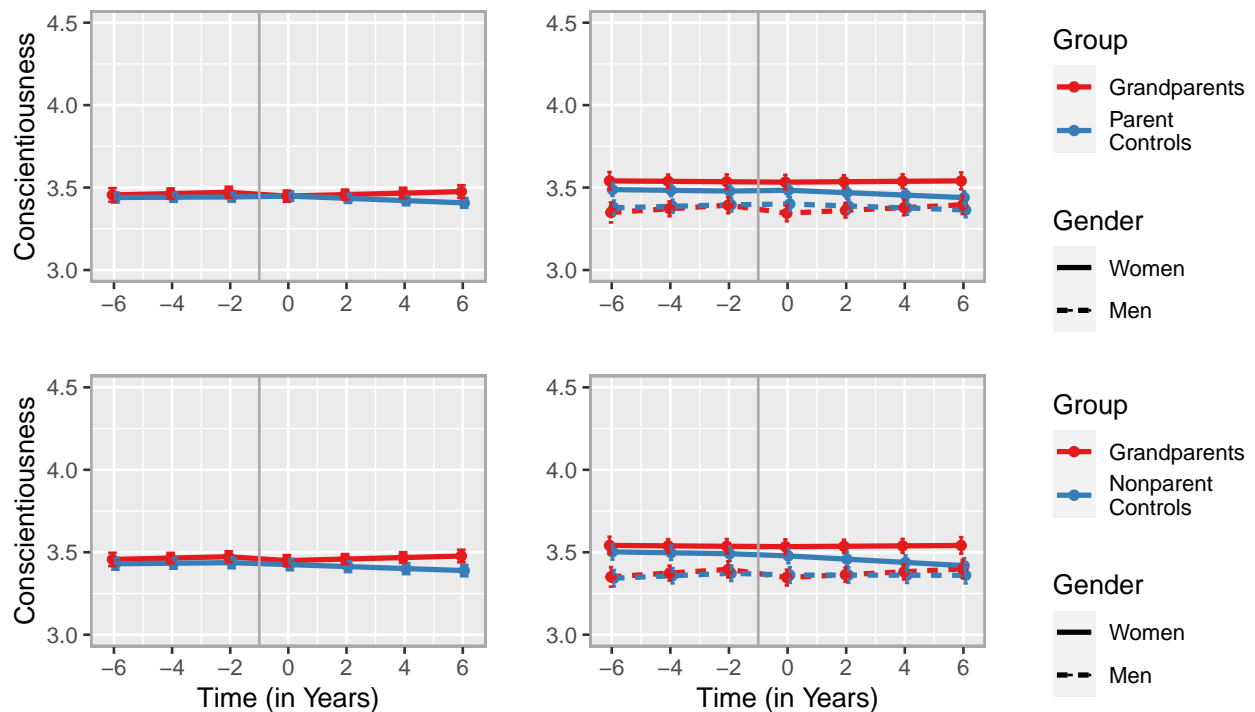 4.5
4.0
3.5
3.0
Conscientiousness
−6 −4 −2 0 2 4 6
4.5
4.0
3.5
3.0
−6 −4 −2 0 2 4 6
Group
Grandparents
Parent
Controls
Gender
Women
Men
4.5
4.0
3.5
3.0
Conscientiousness
−6 −4 −2 0 2 4 6
Time (in Years)
4.5
4.0
3.5
3.0
−6 −4 −2 0 2 4 6
Time (in Years)
Group
Grandparents
Nonparent
Controls
Gender
Women
Men